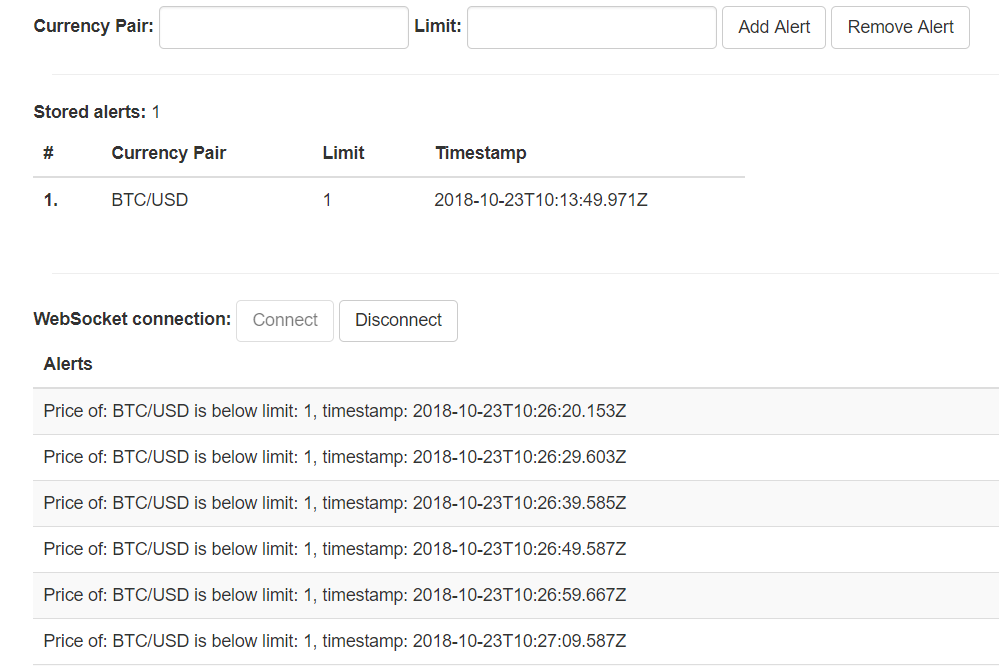 Currency Pair: Limit: Add Alert Remove Alert
Stored alerts: 1
# Currency Pair Limit Timestamp
1. BTC/USD 1 2018-10-23T10:13:49.971Z
WebSocket connection: Connect Disconnect
Alerts
Price of: BTC/USD is below limit: 1, timestamp: 2018-10-23T10:26:20.153Z
Price of: BTC/USD is below limit: 1, timestamp: 2018-10-23T10:26:29.603Z
Price of: BTC/USD is below limit: 1, timestamp: 2018-10-23T10:26:39.585Z
Price of: BTC/USD is below limit: 1, timestamp: 2018-10-23T10:26:49.587Z
Price of: BTC/USD is below limit: 1, timestamp: 2018-10-23T10:26:59.667Z
Price of: BTC/USD is below limit: 1, timestamp: 2018-10-23T10:27:09.587Z